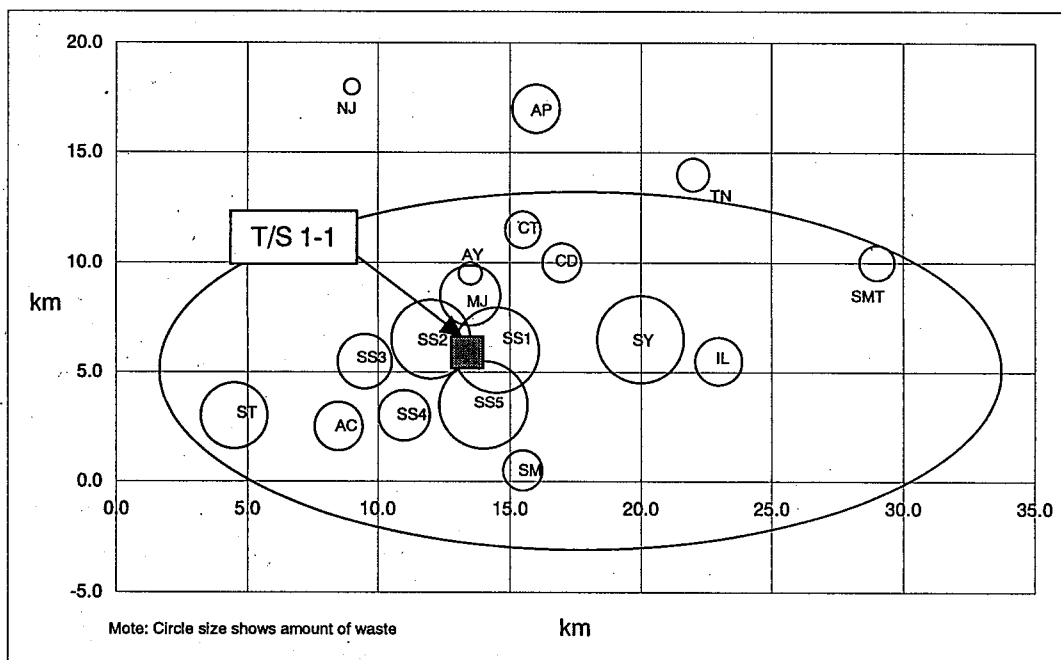 20.0
NJ
AP
15.0
TN
T/S 1-1
CT
AY
CD
10.0
SMT
km
MJ
SS2
SS1
SY
SS3
IL
5.0
ST
SS5
SS4
AC
SM
0.0
0.0 5.0 10.0 15.0 20.0 25.0 30.0 35.0
-5.0
Mote: Circle size shows amount of waste
km